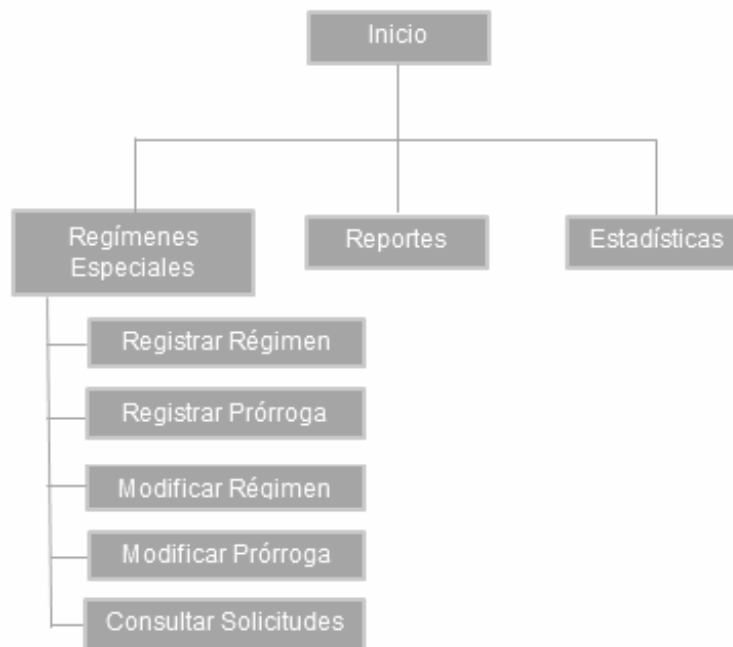 Inicio
Regímenes
Especiales
Reportes
Estadísticas
Registrar Régimen
Registrar Prórroga
Modificar Régimen
Modificar Prórroga
Consultar Solicitudes